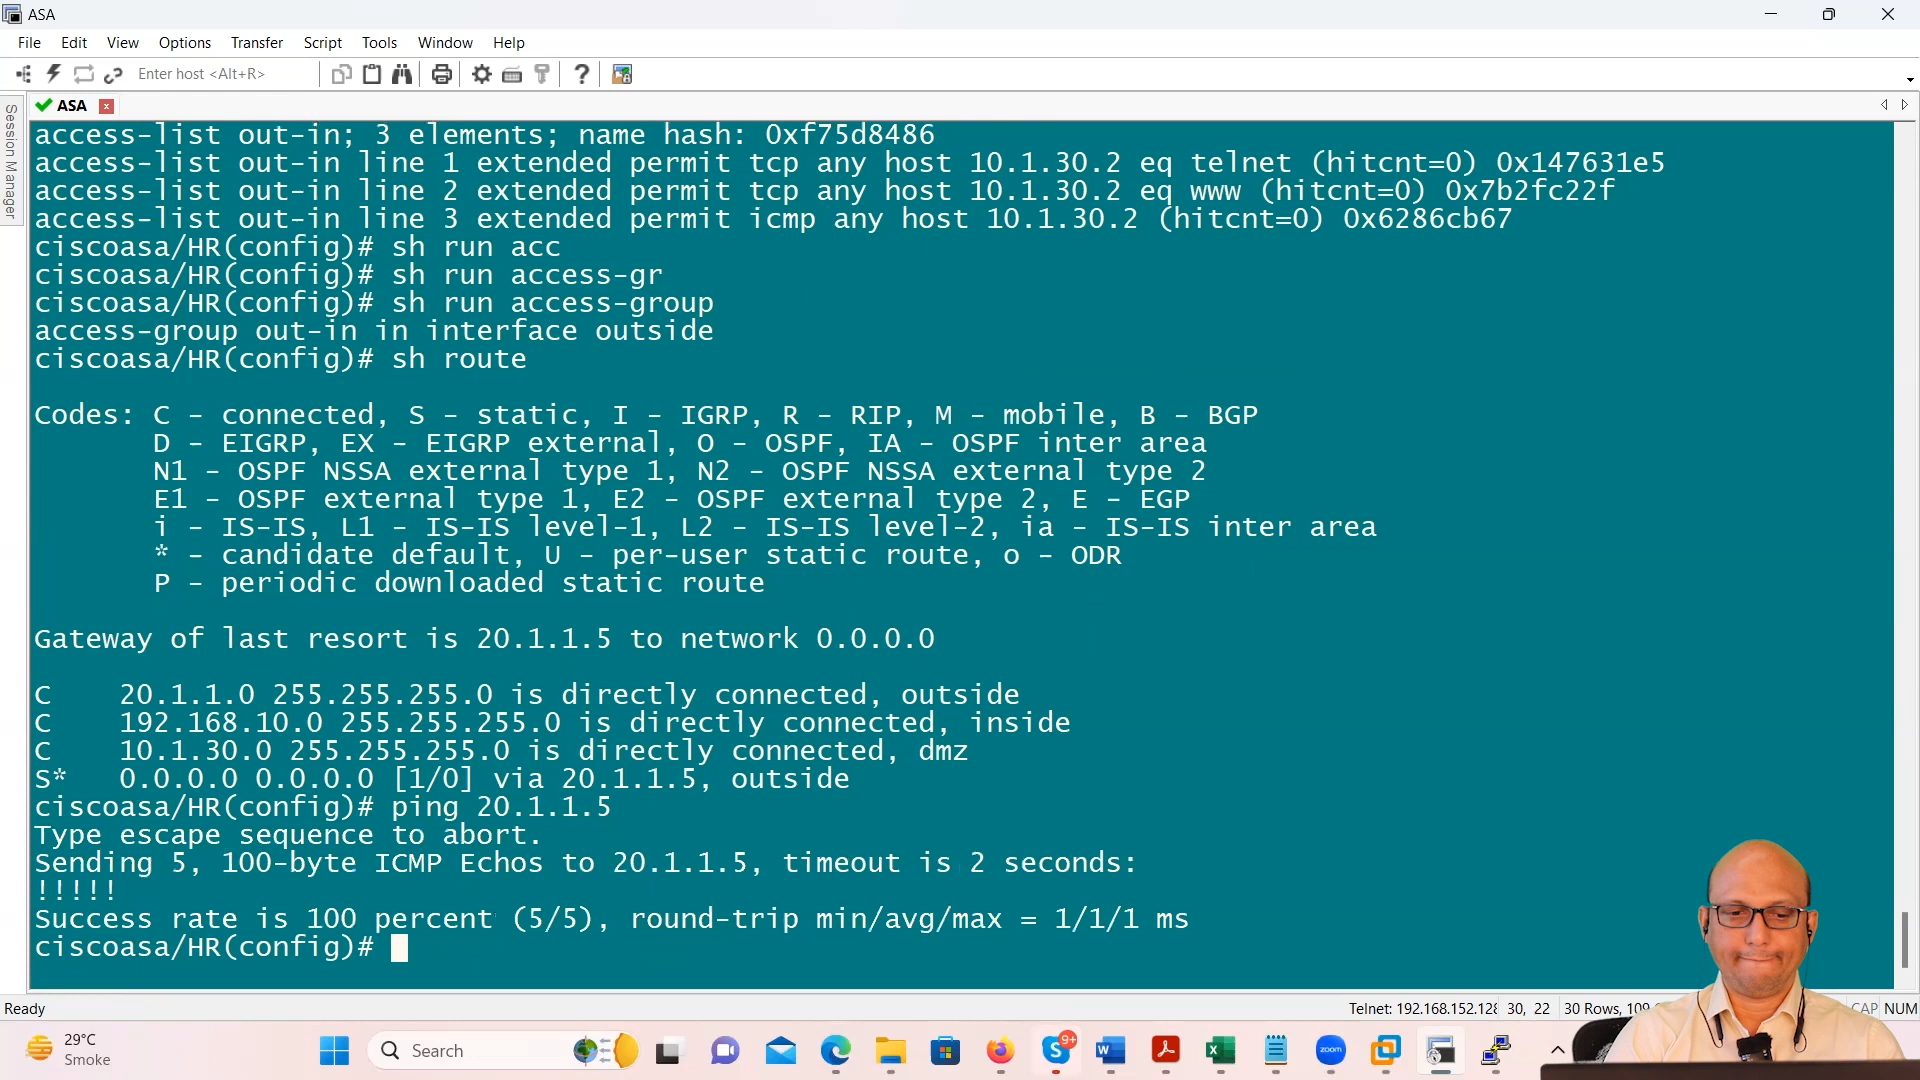 ASA
File Edit View Options Transfer Script Tools Window Help
Enter host <Alt+R>
Session Manager
ASA
access-list out-in; 3 elements; name hash: 0xf75d8486
access-list out-in line 1 extended permit tcp any host 10.1.30.2 eq telnet (hitcnt=0) 0x147631e5
access-list out-in line 2 extended permit tcp any host 10.1.30.2 eq www (hitcnt=0) 0x7b2fc22f
access-list out-in line 3 extended permit icmp any host 10.1.30.2 (hitcnt=0) 0x6286cb67
ciscoasa/HR(config)# sh run acc
ciscoasa/HR(config)# sh run access-gr
ciscoasa/HR(config)# sh run access-group
access-group out-in in interface outside
ciscoasa/HR(config)# sh route
Codes: C - connected, S - static, I - IGRP, R - RIP, M - mobile, B - BGP
D - EIGRP, EX - EIGRP external, O - OSPF, IA - OSPF inter area
N1 - OSPF NSSA external type 1, N2 - OSPF NSSA external type 2
E1 - OSPF external type 1, E2 - OSPF external type 2, E - EGP
i - IS-IS, L1 - IS-IS level-1, L2 - IS-IS level-2, ia - IS-IS inter area
* - candidate default, U - per-user static route, o - ODR
P - periodic downloaded static route
Gateway of last resort is 20.1.1.5 to network 0.0.0.0
C 20.1.1.0 255.255.255.0 is directly connected, outside
C 192.168.10.0 255.255.255.0 is directly connected, inside
C 10.1.30.0 255.255.255.0 is directly connected, dmz
S* 0.0.0.0 0.0.0.0 [1/0] via 20.1.1.5, outside
ciscoasa/HR(config)# ping 20.1.1.5
Type escape sequence to abort.
Sending 5, 100-byte ICMP Echos to 20.1.1.5, timeout is 2 seconds:
!!!!!
Success rate is 100 percent (5/5), round-trip min/avg/max = 1/1/1 ms
ciscoasa/HR(config)#
Ready Telnet: 192.168.152.128 30, 22 30 Rows, 109 CAP NUM
29°C
Smoke
Search
9+
zoom